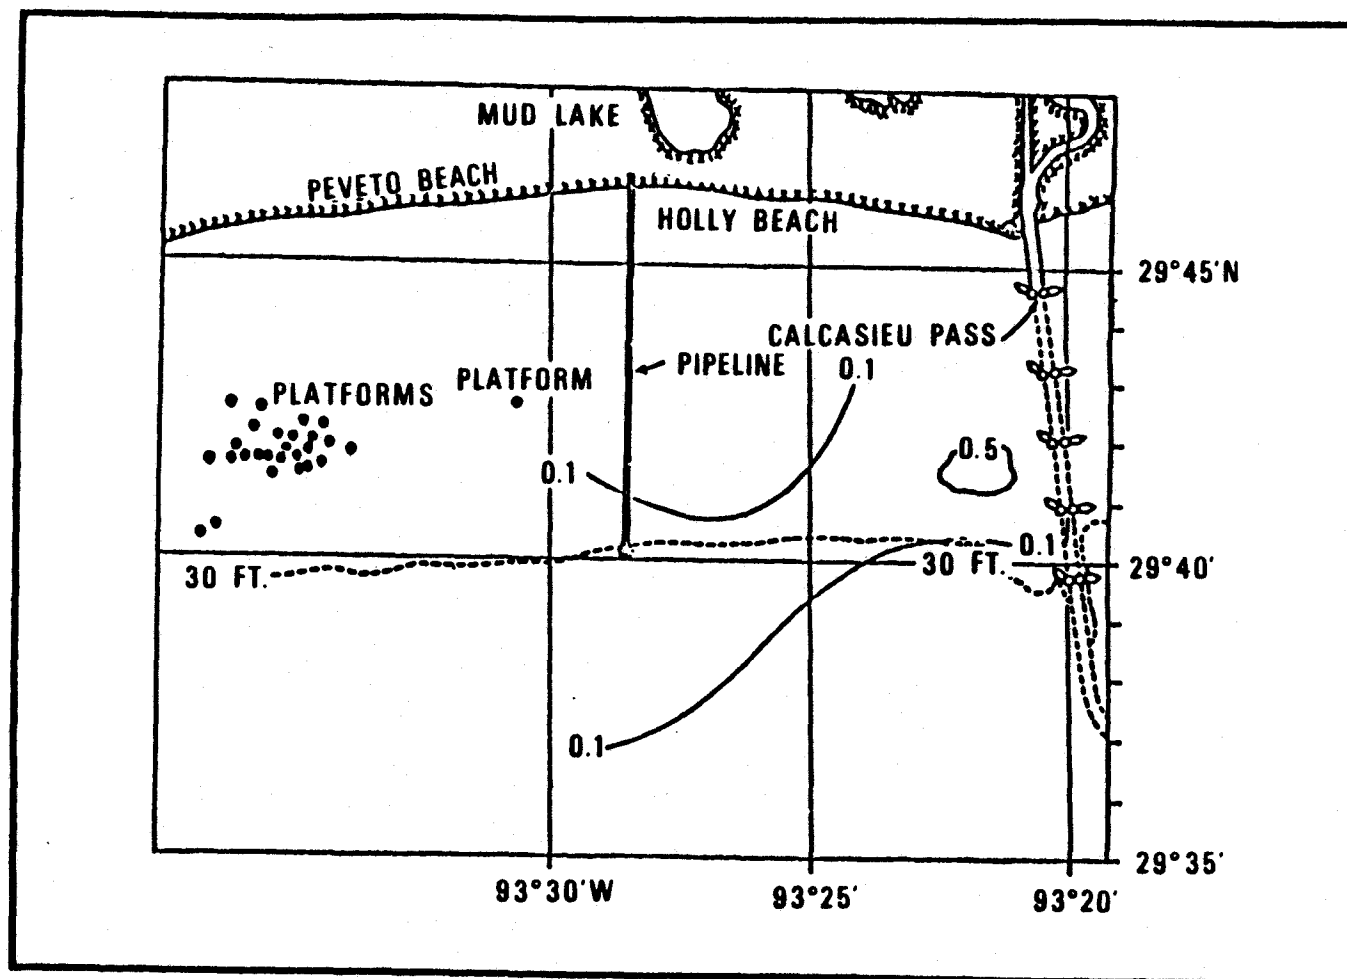 MUD LAKE
PEVETO BEACH
HOLLY BEACH
29°45'N
CALCASIEU PASS
PIPELINE
0.1
PLATFORMS
PLATFORM
0.1
0.5
0.1
30 FT.
30 FT.
29°40'
0.1
29°35'
93°30'W
93°25'
93°20'